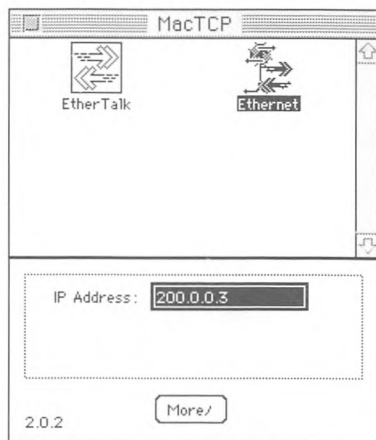 MacTCP
EtherTalk
Ethernet
IP Address: 200.0.0.3
More/
2.0.2